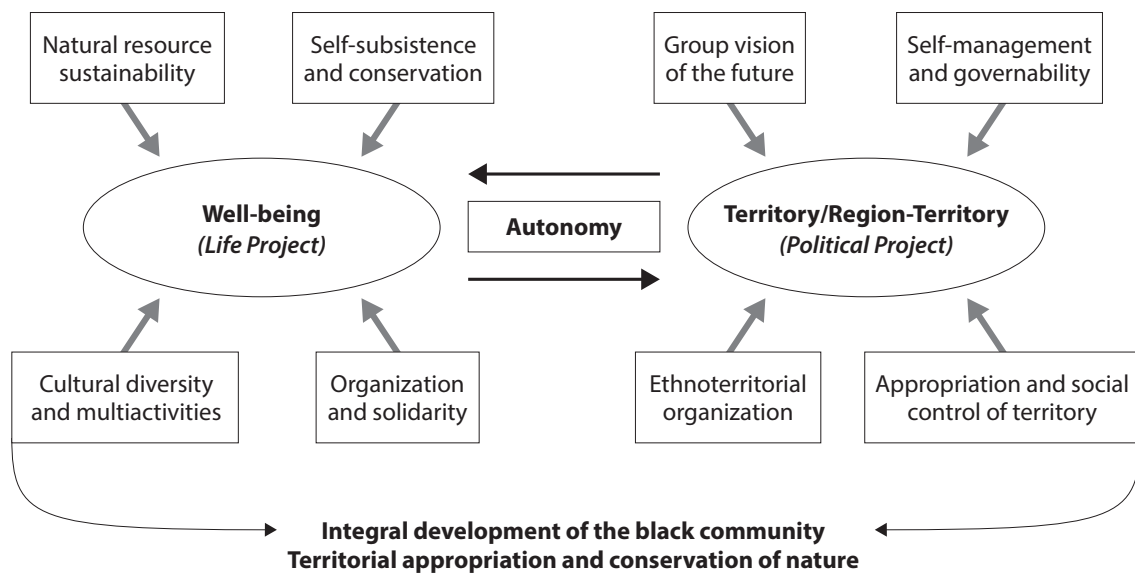 Natural resource
sustainability
Self-subsistence
and conservation
Group vision
of the future
Self-management
and governability
Well-being
(Life Project)
Autonomy
Territory/Region-Territory
(Political Project)
Cultural diversity
and multiactivities
Organization
and solidarity
Ethnoterritorial
organization
Appropriation and social
control of territory
Integral development of the black community
Territorial appropriation and conservation of nature